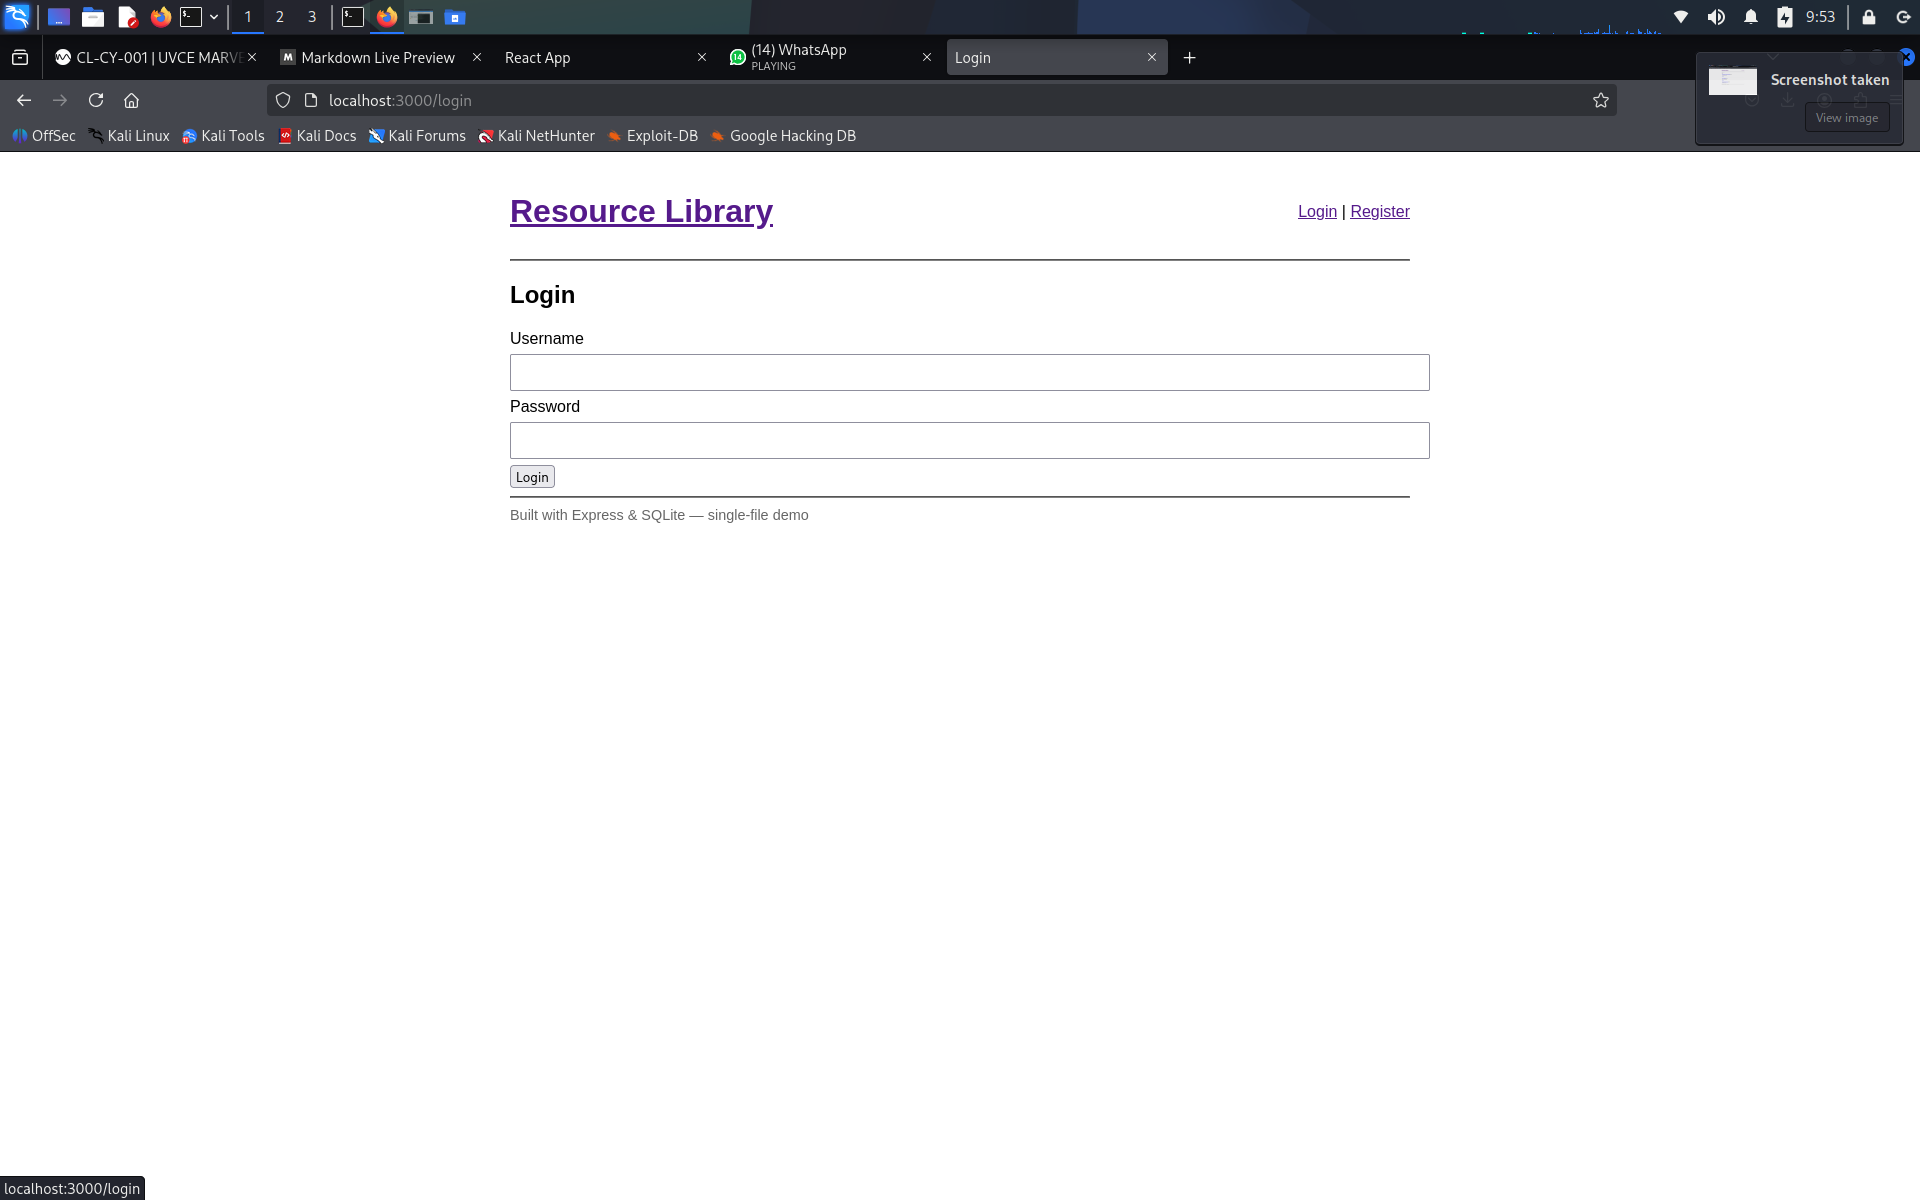 1 2 3
9:53
CL-CY-001 | UVCE MARVE
Markdown Live Preview
React App
14
(14) WhatsApp
PLAYING
Login
localhost:3000/login
Screenshot taken
View image
OffSec
Kali Linux
Kali Tools
Kali Docs
Kali Forums
Kali NetHunter
Exploit-DB
Google Hacking DB
Resource Library
Login | Register
Login
Username
Password
Login
Built with Express & SQLite — single-file demo
localhost:3000/login